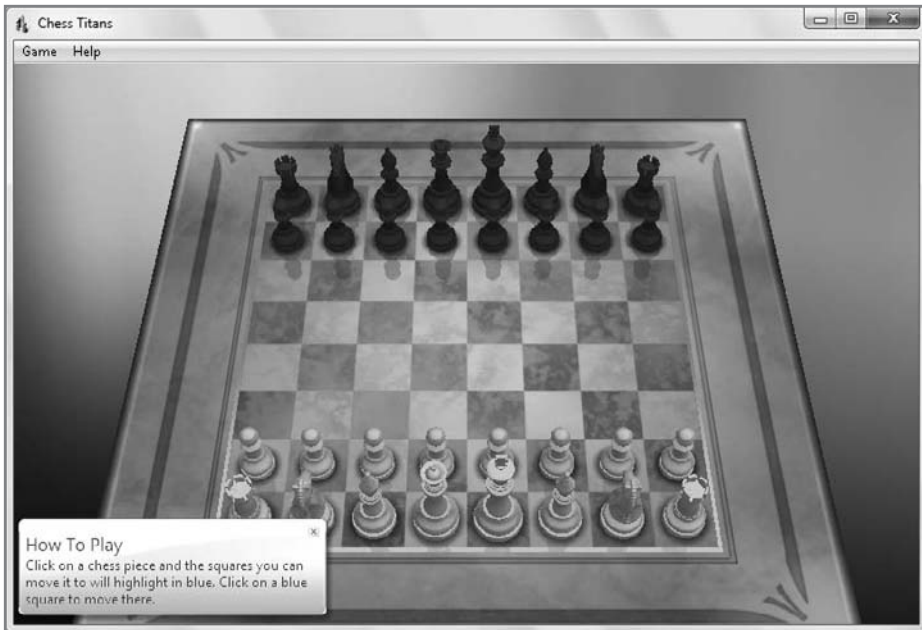 Chess Titans
Game Help
How To Play
Click on a chess piece and the squares you can
move it to will highlight in blue. Click on a blue
square to move there.